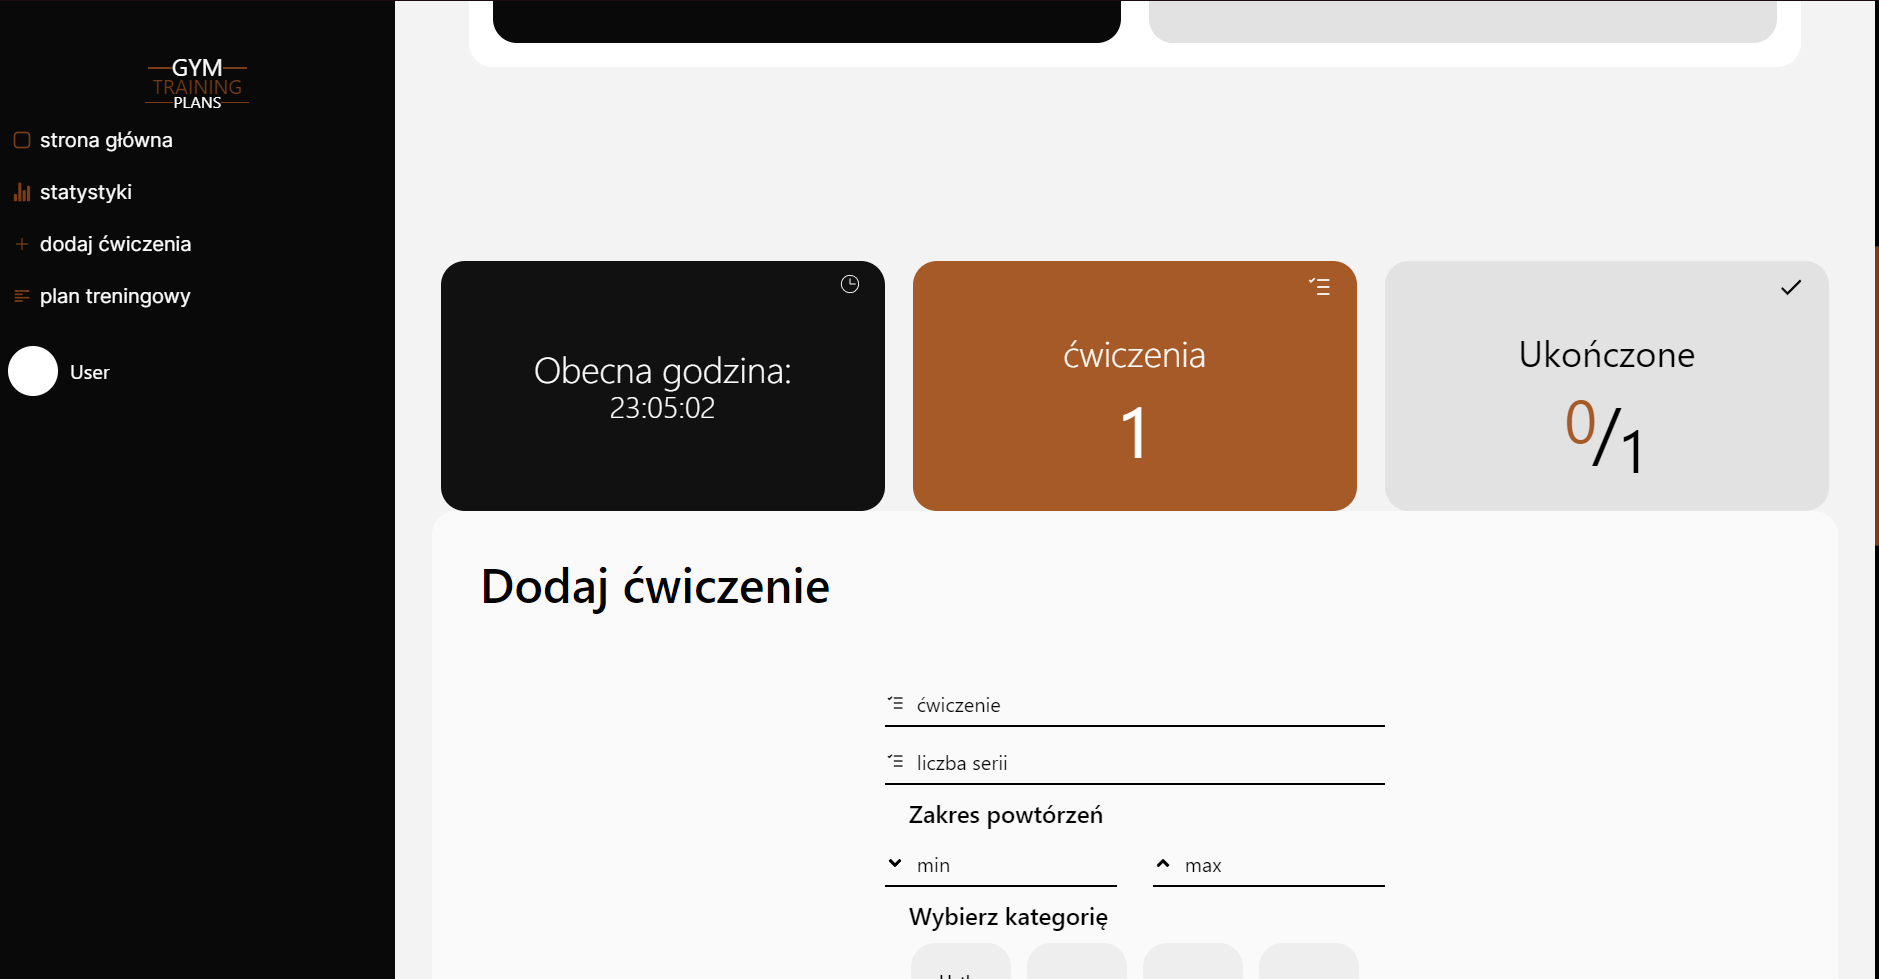 GYM
TRAINING
PLANS
strona główna
statystyki
dodaj ćwiczenia
plan treningowy
User
Obecna godzina:
23:05:02
ćwiczenia
1
Ukończone
0/1
Dodaj ćwiczenie
ćwiczenie
liczba serii
Zakres powtórzeń
min
max
Wybierz kategorię